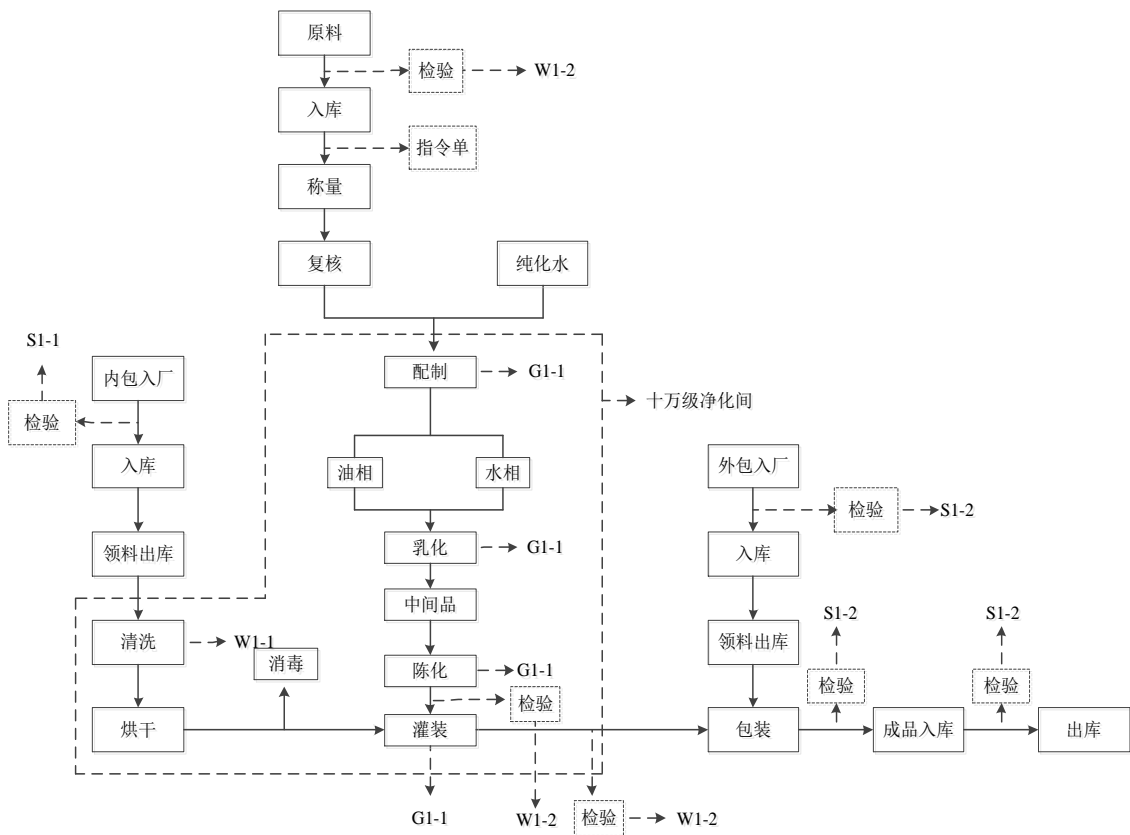 原料
检验
W1-2
入库
指令单
称量
复核
纯化水
S1-1
内包入厂
配制
G1-1
十万级净化间
检验
入库
油相
水相
外包入厂
检验
S1-2
领料出库
乳化
G1-1
入库
中间品
清洗
W1-1
消毒
陈化
G1-1
领料出库
S1-2
S1-2
检验
检验
检验
烘干
灌装
包装
成品入库
出库
G1-1
W1-2
检验
W1-2